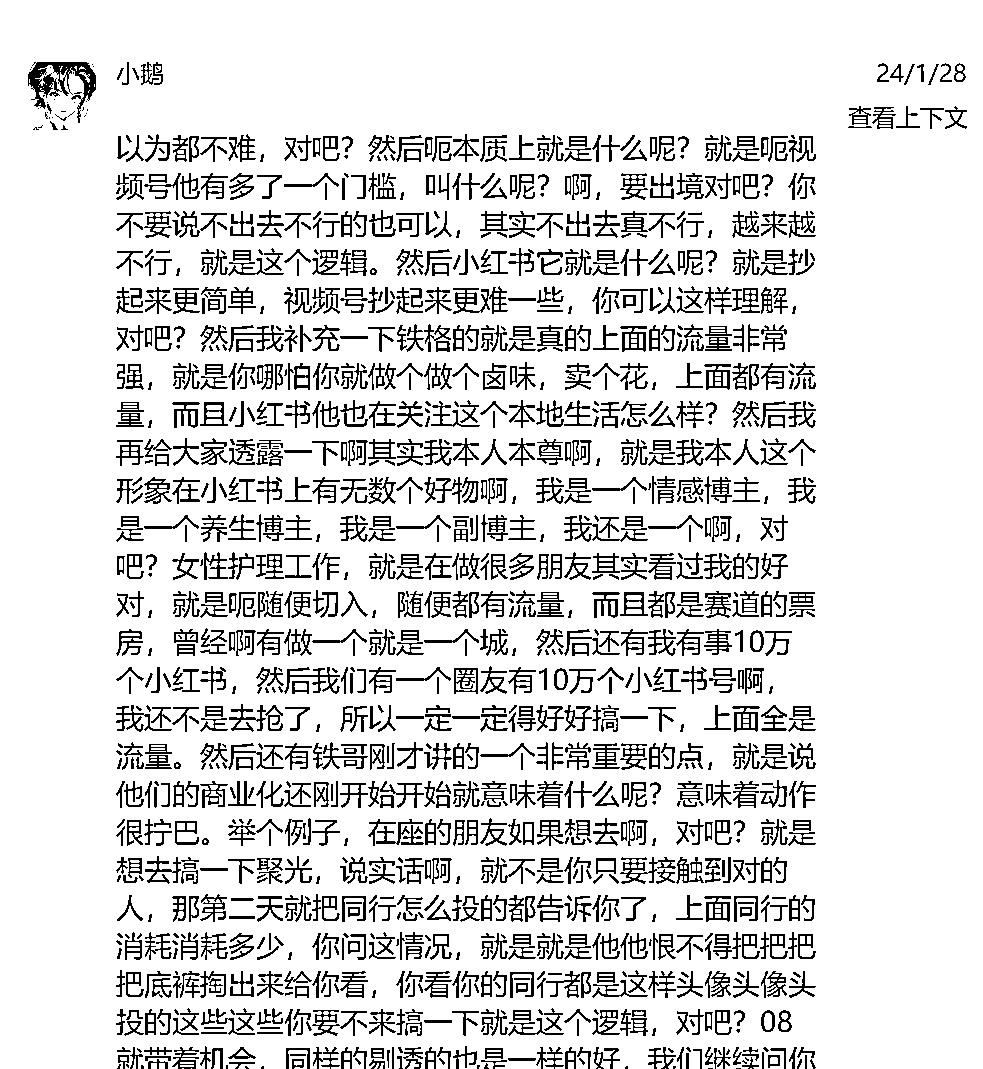 小鹅
24/1/28
查看上下文
以为都不难，对吧？然后呃本质上就是什么呢？就是呃视
频号他有多了一个门槛，叫什么呢？啊，要出境对吧？你
不要说不出去不行的也可以，其实不出去真不行，越来越
不行，就是这个逻辑。然后小红书它就是什么呢？就是抄
起来更简单，视频号抄起来更难一些，你可以这样理解，
对吧？然后我补充一下铁格的就是真的上面的流量非常
强，就是你哪怕你就做个做个卤味，卖个花，上面都有流
量，而且小红书他也在关注这个本地生活怎么样？然后我
再给大家透露一下啊其实我本人本尊啊，就是我本人这个
形象在小红书上有无数个好物啊，我是一个情感博主，我
是一个养生博主，我是一个副博主，我还是一个啊，对
吧？女性护理工作，就是在做很多朋友其实看过我的好
对，就是呃随便切入，随便都有流量，而且都是赛道的票
房，曾经啊有做一个就是一个城，然后还有我有事10万
个小红书，然后我们有一个圈友有10万个小红书号啊，
我还不是去抢了，所以一定一定得好好搞一下，上面全是
流量。然后还有铁哥刚才讲的一个非常重要的点，就是说
他们的商业化还刚开始开始就意味着什么呢？意味着动作
很拧巴。举个例子，在座的朋友如果想去啊，对吧？就是
想去搞一下聚光，说实话啊，就不是你只要接触到对的
人，那第二天就把同行怎么投的都告诉你了，上面同行的
消耗消耗多少，你问这情况，就是就是他他恨不得把把把
把底裤掏出来给你看，你看你的同行都是这样头像头像头
投的这些这些你要不来搞一下就是这个逻辑，对吧？08
就带着机会，同样的剔透的也是一样的好，我们继续问你